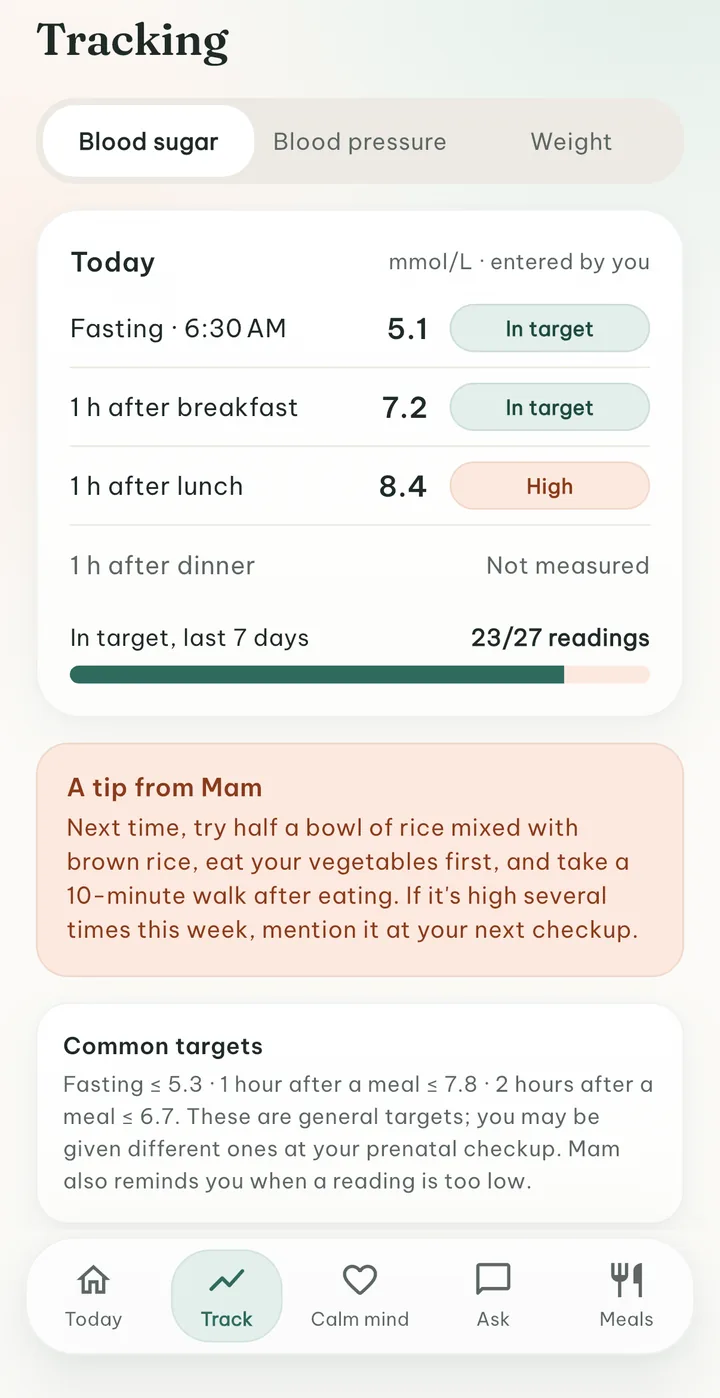 Tracking
Blood sugar Blood pressure Weight
Today mmol/L · entered by you
Fasting · 6:30 AM 5.1 In target
1 h after breakfast 7.2 In target
1 h after lunch 8.4 High
1 h after dinner Not measured
In target, last 7 days 23/27 readings
A tip from Mam
Next time, try half a bowl of rice mixed with
brown rice, eat your vegetables first, and take a
10-minute walk after eating. If it's high several
times this week, mention it at your next checkup.
Common targets
Fasting ≤ 5.3 · 1 hour after a meal ≤ 7.8 · 2 hours after a
meal ≤ 6.7. These are general targets; you may be
given different ones at your prenatal checkup. Mam
also reminds you when a reading is too low.
Today Track Calm mind Ask Meals